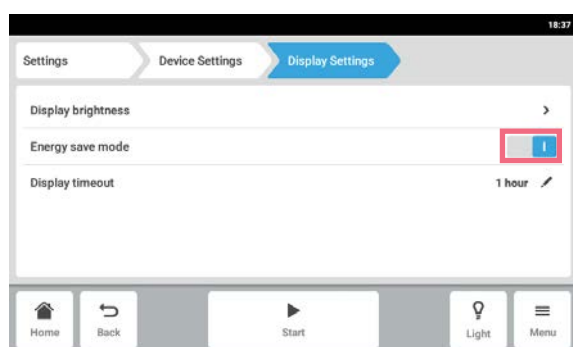 18:37
Settings Device Settings Display Settings
Display brightness
Energy save mode
Display timeout 1 hour
Home Back Start Light Menu